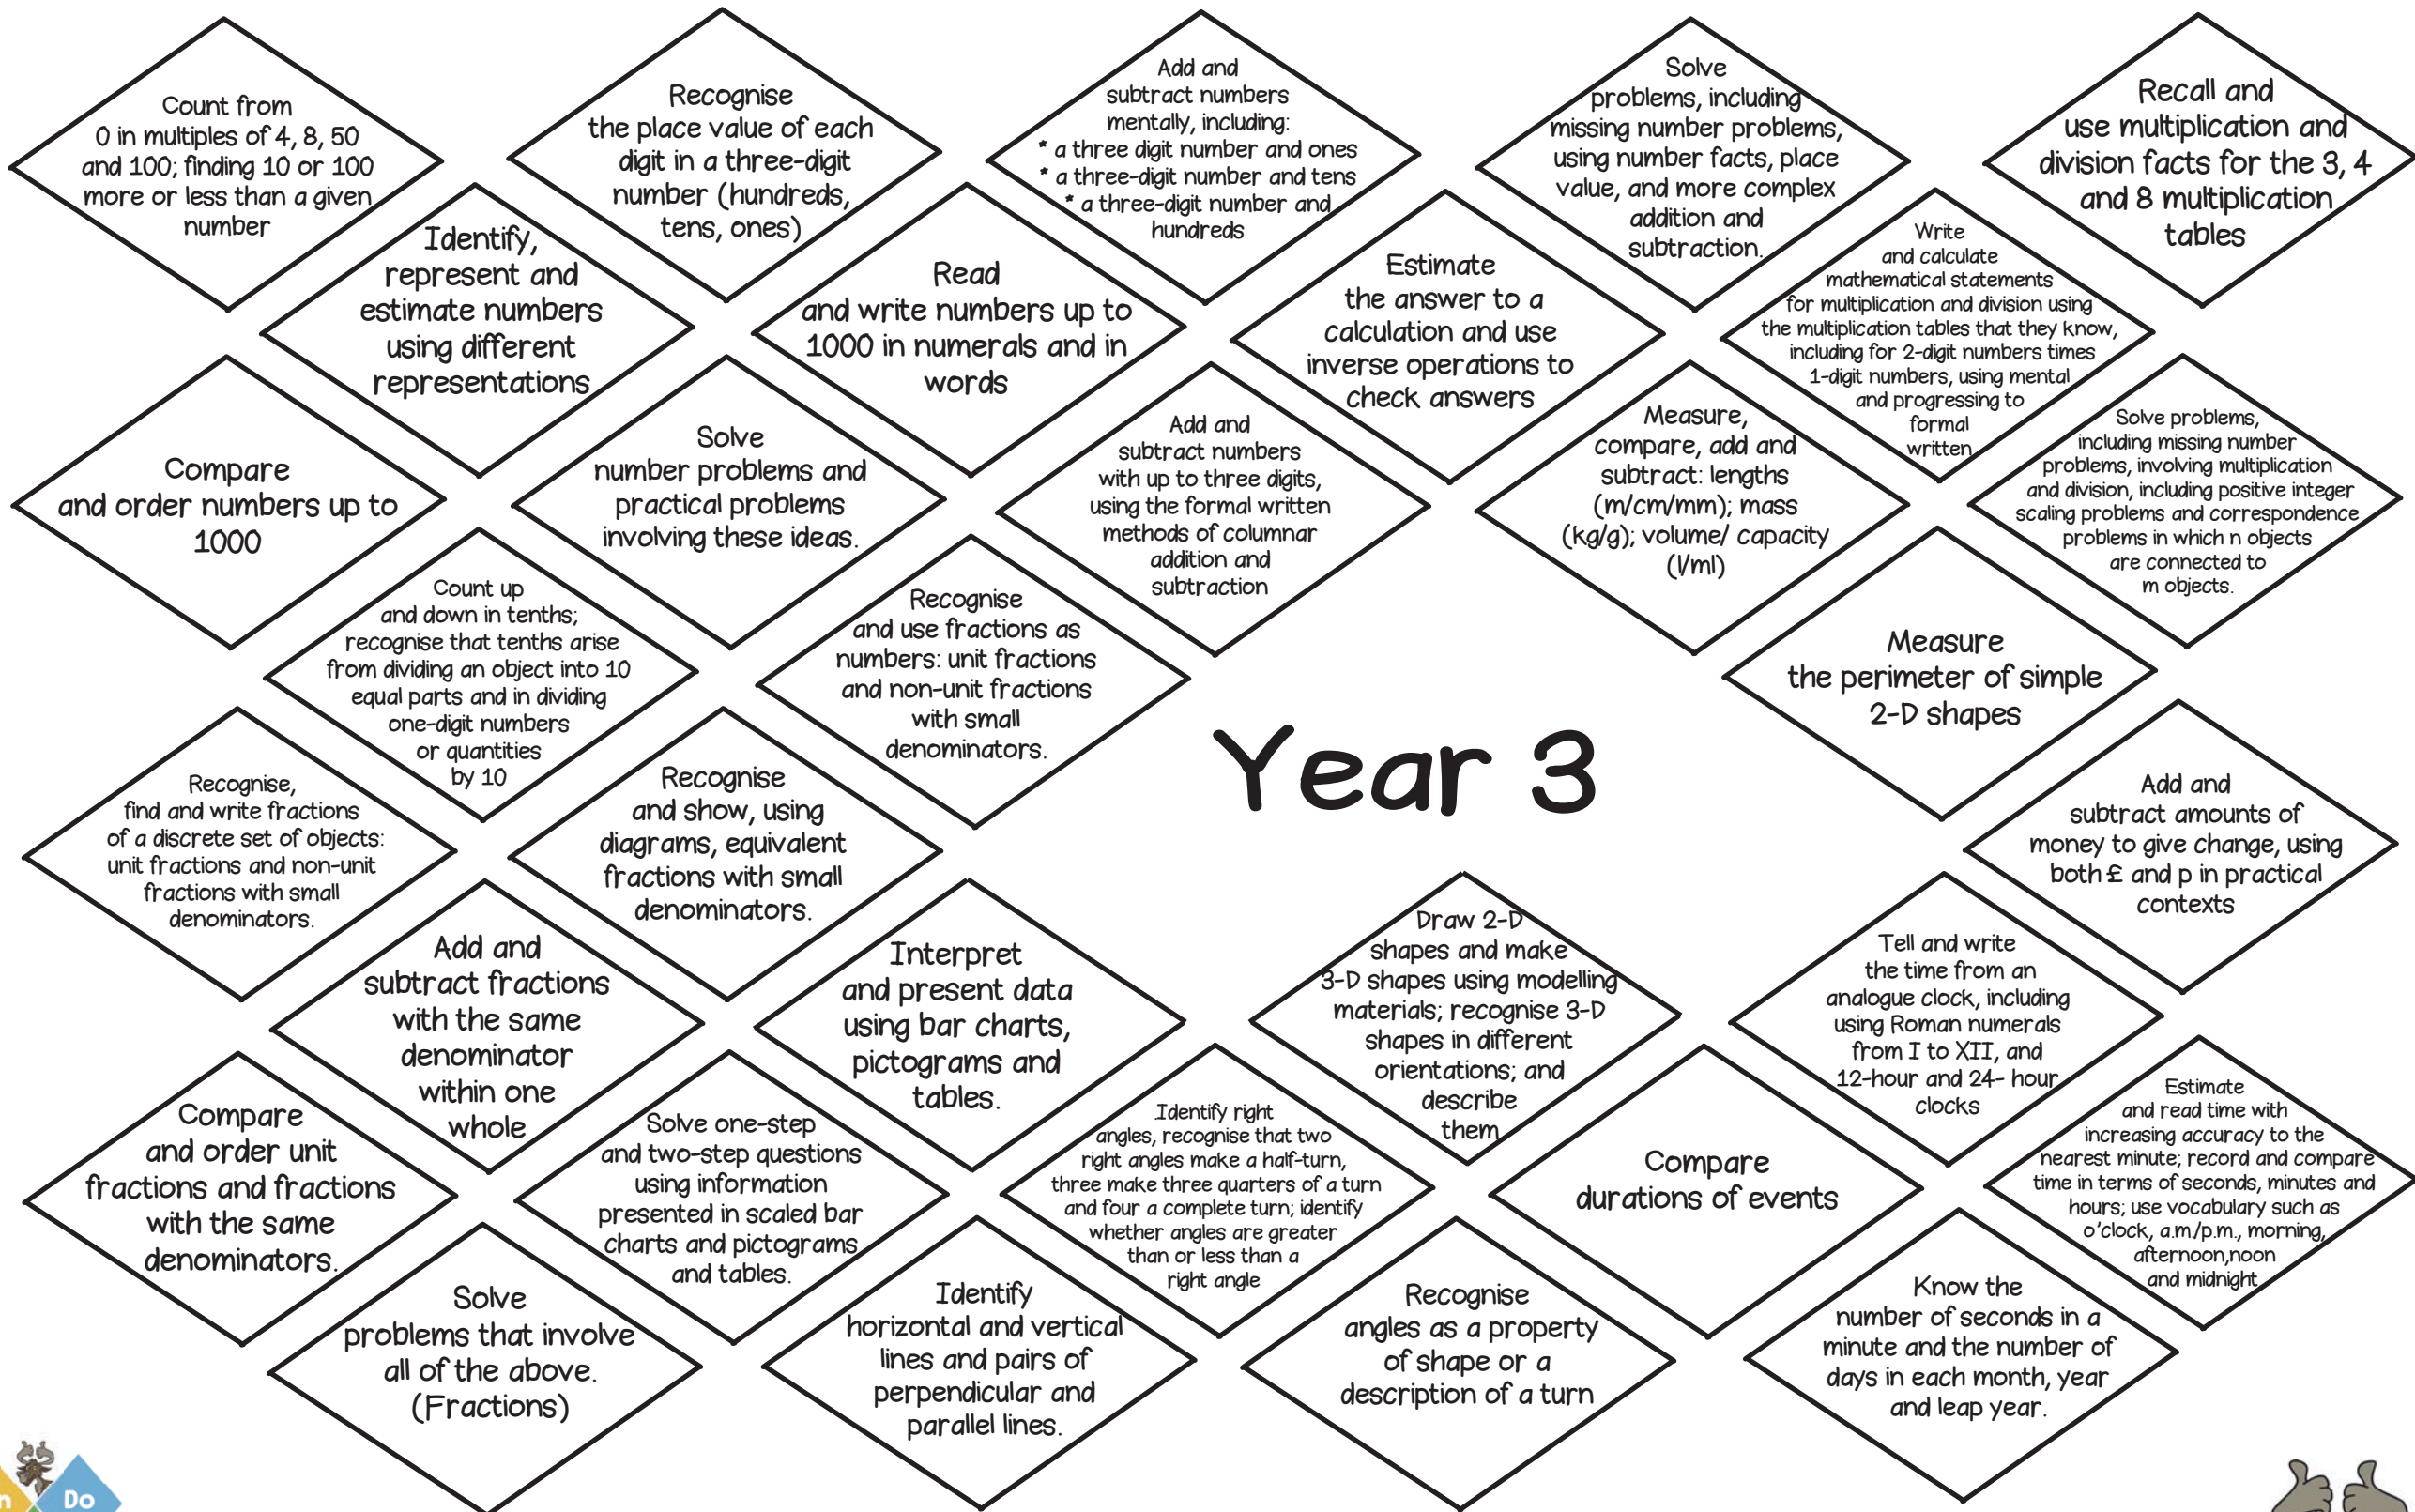 Count from
0 in multiples of 4, 8, 50
and 100; finding 10 or 100
more or less than a given
number
Recognise
the place value of each
digit in a three-digit
number (hundreds,
tens, ones)
Add and
subtract numbers
mentally, including:
* a three digit number and ones
* a three-digit number and tens
* a three-digit number and
hundreds
Solve
problems, including
missing number problems,
using number facts, place
value, and more complex
addition and
subtraction.
Recall and
use multiplication and
division facts for the 3, 4
and 8 multiplication
tables
Identify,
represent and
estimate numbers
using different
representations
Read
and write numbers up to
1000 in numerals and in
words
Estimate
the answer to a
calculation and use
inverse operations to
check answers
Write
and calculate
mathematical statements
for multiplication and division using
the multiplication tables that they know,
including for 2-digit numbers times
1-digit numbers, using mental
and progressing to
formal
written
Compare
and order numbers up to
1000
Solve
number problems and
practical problems
involving these ideas.
Add and
subtract numbers
with up to three digits,
using the formal written
methods of columnar
addition and
subtraction
Measure,
compare, add and
subtract: lengths
(m/cm/mm); mass
(kg/g); volume/ capacity
(l/ml)
Solve problems,
including missing number
problems, involving multiplication
and division, including positive integer
scaling problems and correspondence
problems in which n objects
are connected to
m objects.
Count up
and down in tenths;
recognise that tenths arise
from dividing an object into 10
equal parts and in dividing
one-digit numbers
or quantities
by 10
Recognise
and use fractions as
numbers: unit fractions
and non-unit fractions
with small
denominators.
Measure
the perimeter of simple
2-D shapes
Year 3
Recognise,
find and write fractions
of a discrete set of objects:
unit fractions and non-unit
fractions with small
denominators.
Recognise
and show, using
diagrams, equivalent
fractions with small
denominators.
Add and
subtract amounts of
money to give change, using
both £ and p in practical
contexts
Add and
subtract fractions
with the same
denominator
within one
whole
Interpret
and present data
using bar charts,
pictograms and
tables.
Draw 2-D
shapes and make
3-D shapes using modelling
materials; recognise 3-D
shapes in different
orientations; and
describe
them
Tell and write
the time from an
analogue clock, including
using Roman numerals
from I to XII, and
12-hour and 24- hour
clocks
Compare
and order unit
fractions and fractions
with the same
denominators.
Solve one-step
and two-step questions
using information
presented in scaled bar
charts and pictograms
and tables.
Identify right
angles, recognise that two
right angles make a half-turn,
three make three quarters of a turn
and four a complete turn; identify
whether angles are greater
than or less than a
right angle
Compare
durations of events
Estimate
and read time with
increasing accuracy to the
nearest minute; record and compare
time in terms of seconds, minutes and
hours; use vocabulary such as
o'clock, a.m./p.m., morning,
afternoon,noon
and midnight
Solve
problems that involve
all of the above.
(Fractions)
Identify
horizontal and vertical
lines and pairs of
perpendicular and
parallel lines.
Recognise
angles as a property
of shape or a
description of a turn
Know the
number of seconds in a
minute and the number of
days in each month, year
and leap year.
Do